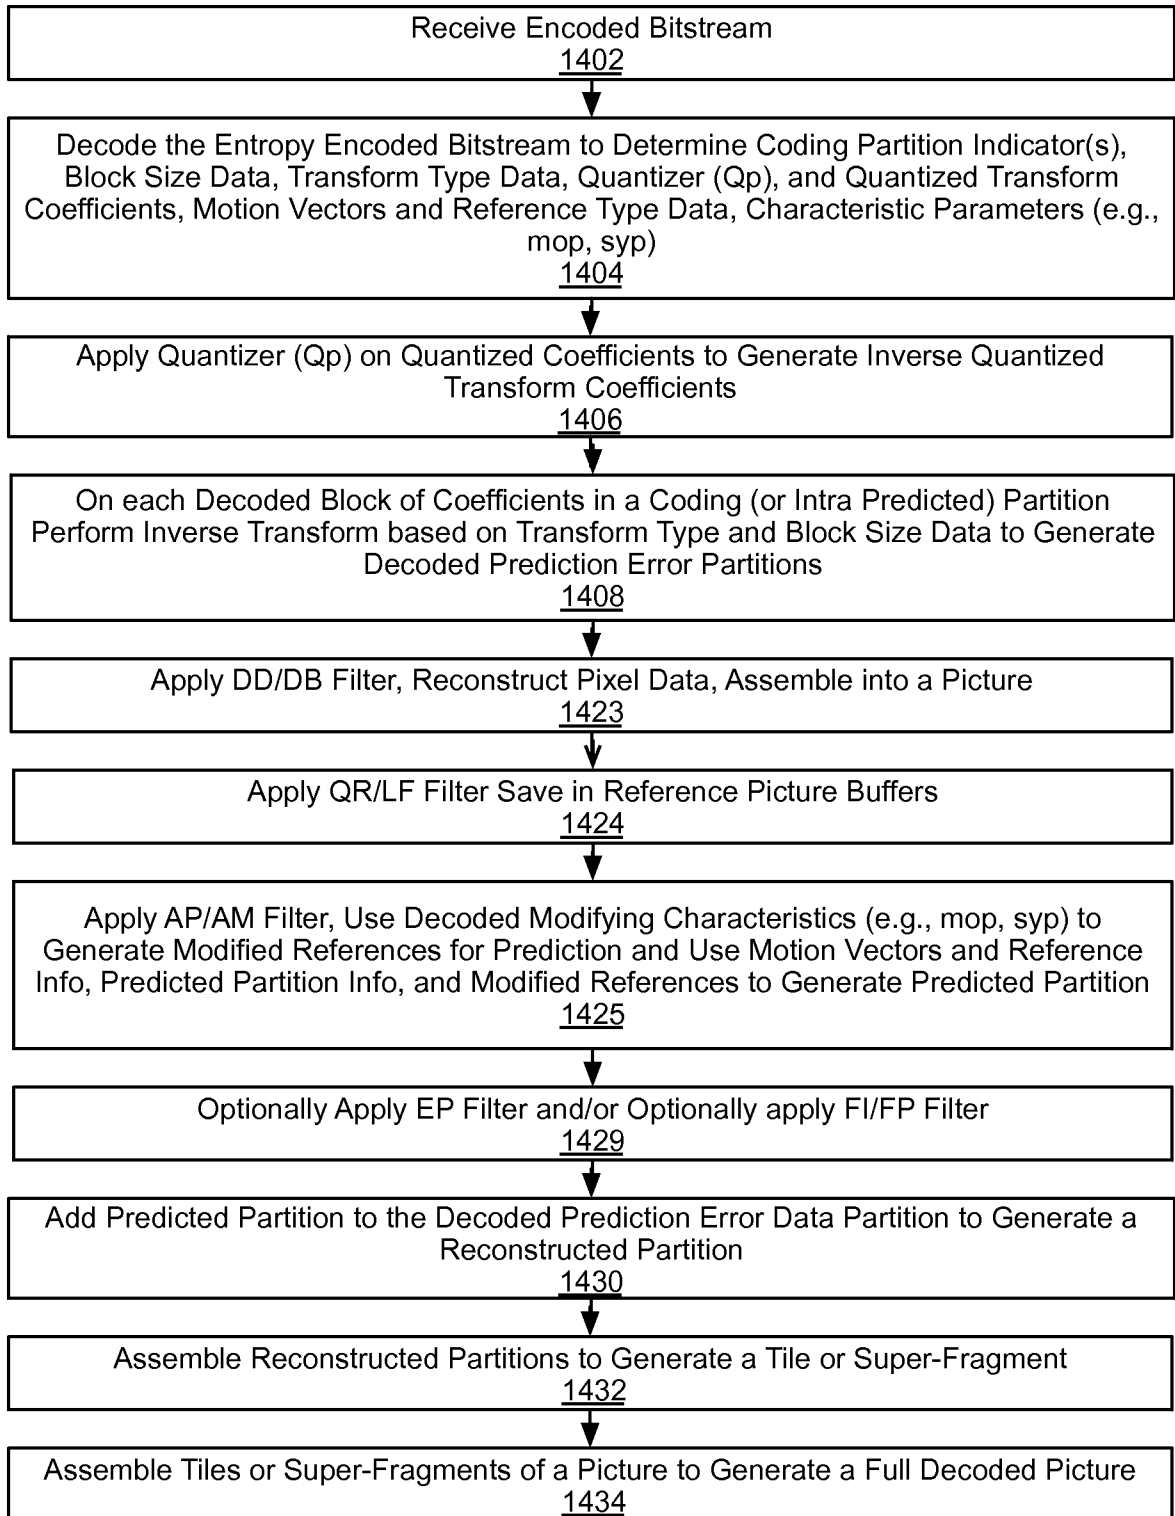 Receive Encoded Bitstream
1402
Decode the Entropy Encoded Bitstream to Determine Coding Partition Indicator(s),
Block Size Data, Transform Type Data, Quantizer (Qp), and Quantized Transform
Coefficients, Motion Vectors and Reference Type Data, Characteristic Parameters (e.g.,
mop, syp)
1404
Apply Quantizer (Qp) on Quantized Coefficients to Generate Inverse Quantized
Transform Coefficients
1406
On each Decoded Block of Coefficients in a Coding (or Intra Predicted) Partition
Perform Inverse Transform based on Transform Type and Block Size Data to Generate
Decoded Prediction Error Partitions
1408
Apply DD/DB Filter, Reconstruct Pixel Data, Assemble into a Picture
1423
Apply QR/LF Filter Save in Reference Picture Buffers
1424
Apply AP/AM Filter, Use Decoded Modifying Characteristics (e.g., mop, syp) to
Generate Modified References for Prediction and Use Motion Vectors and Reference
Info, Predicted Partition Info, and Modified References to Generate Predicted Partition
1425
Optionally Apply EP Filter and/or Optionally apply FI/FP Filter
1429
Add Predicted Partition to the Decoded Prediction Error Data Partition to Generate a
Reconstructed Partition
1430
Assemble Reconstructed Partitions to Generate a Tile or Super-Fragment
1432
Assemble Tiles or Super-Fragments of a Picture to Generate a Full Decoded Picture
1434